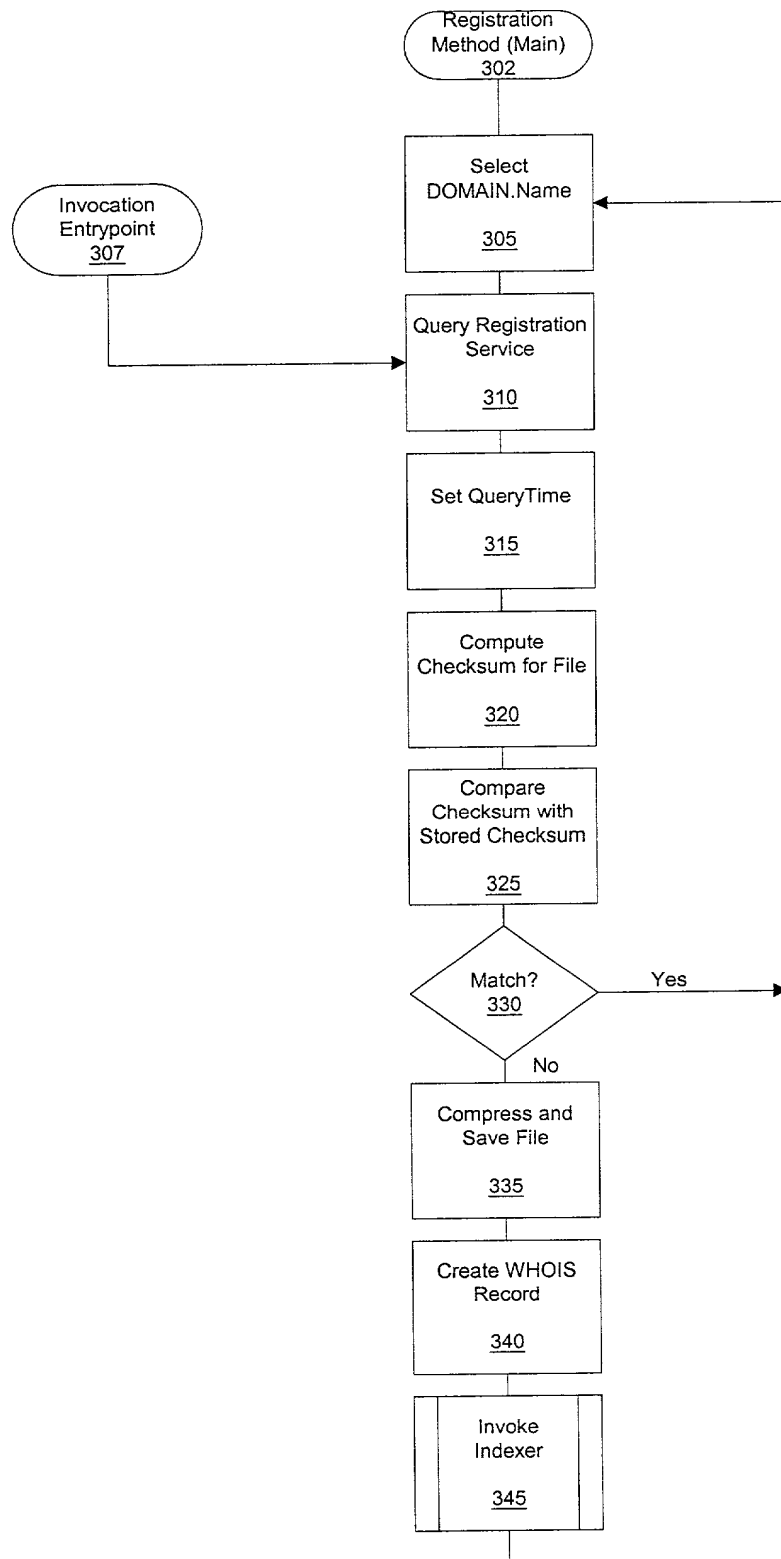 Registration
Method (Main)
302
Select
DOMAIN.Name
305
Invocation
Entrypoint
307
Query Registration
Service
310
Set QueryTime
315
Compute
Checksum for File
320
Compare
Checksum with
Stored Checksum
325
Match?
330
Yes
No
Compress and
Save File
335
Create WHOIS
Record
340
Invoke
Indexer
345